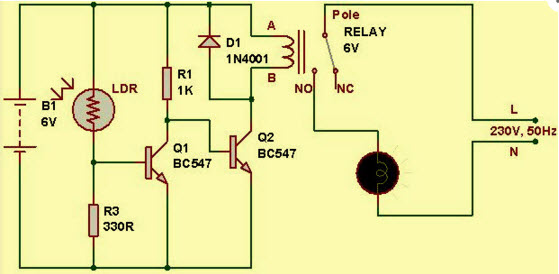 Pole
A
RELAY
6V
D1
1N4001
B
R1
1K
LDR
B1
6V
NO
NC
L
230V, 50Hz
N
Q1
BC547
Q2
BC547
R3
330R